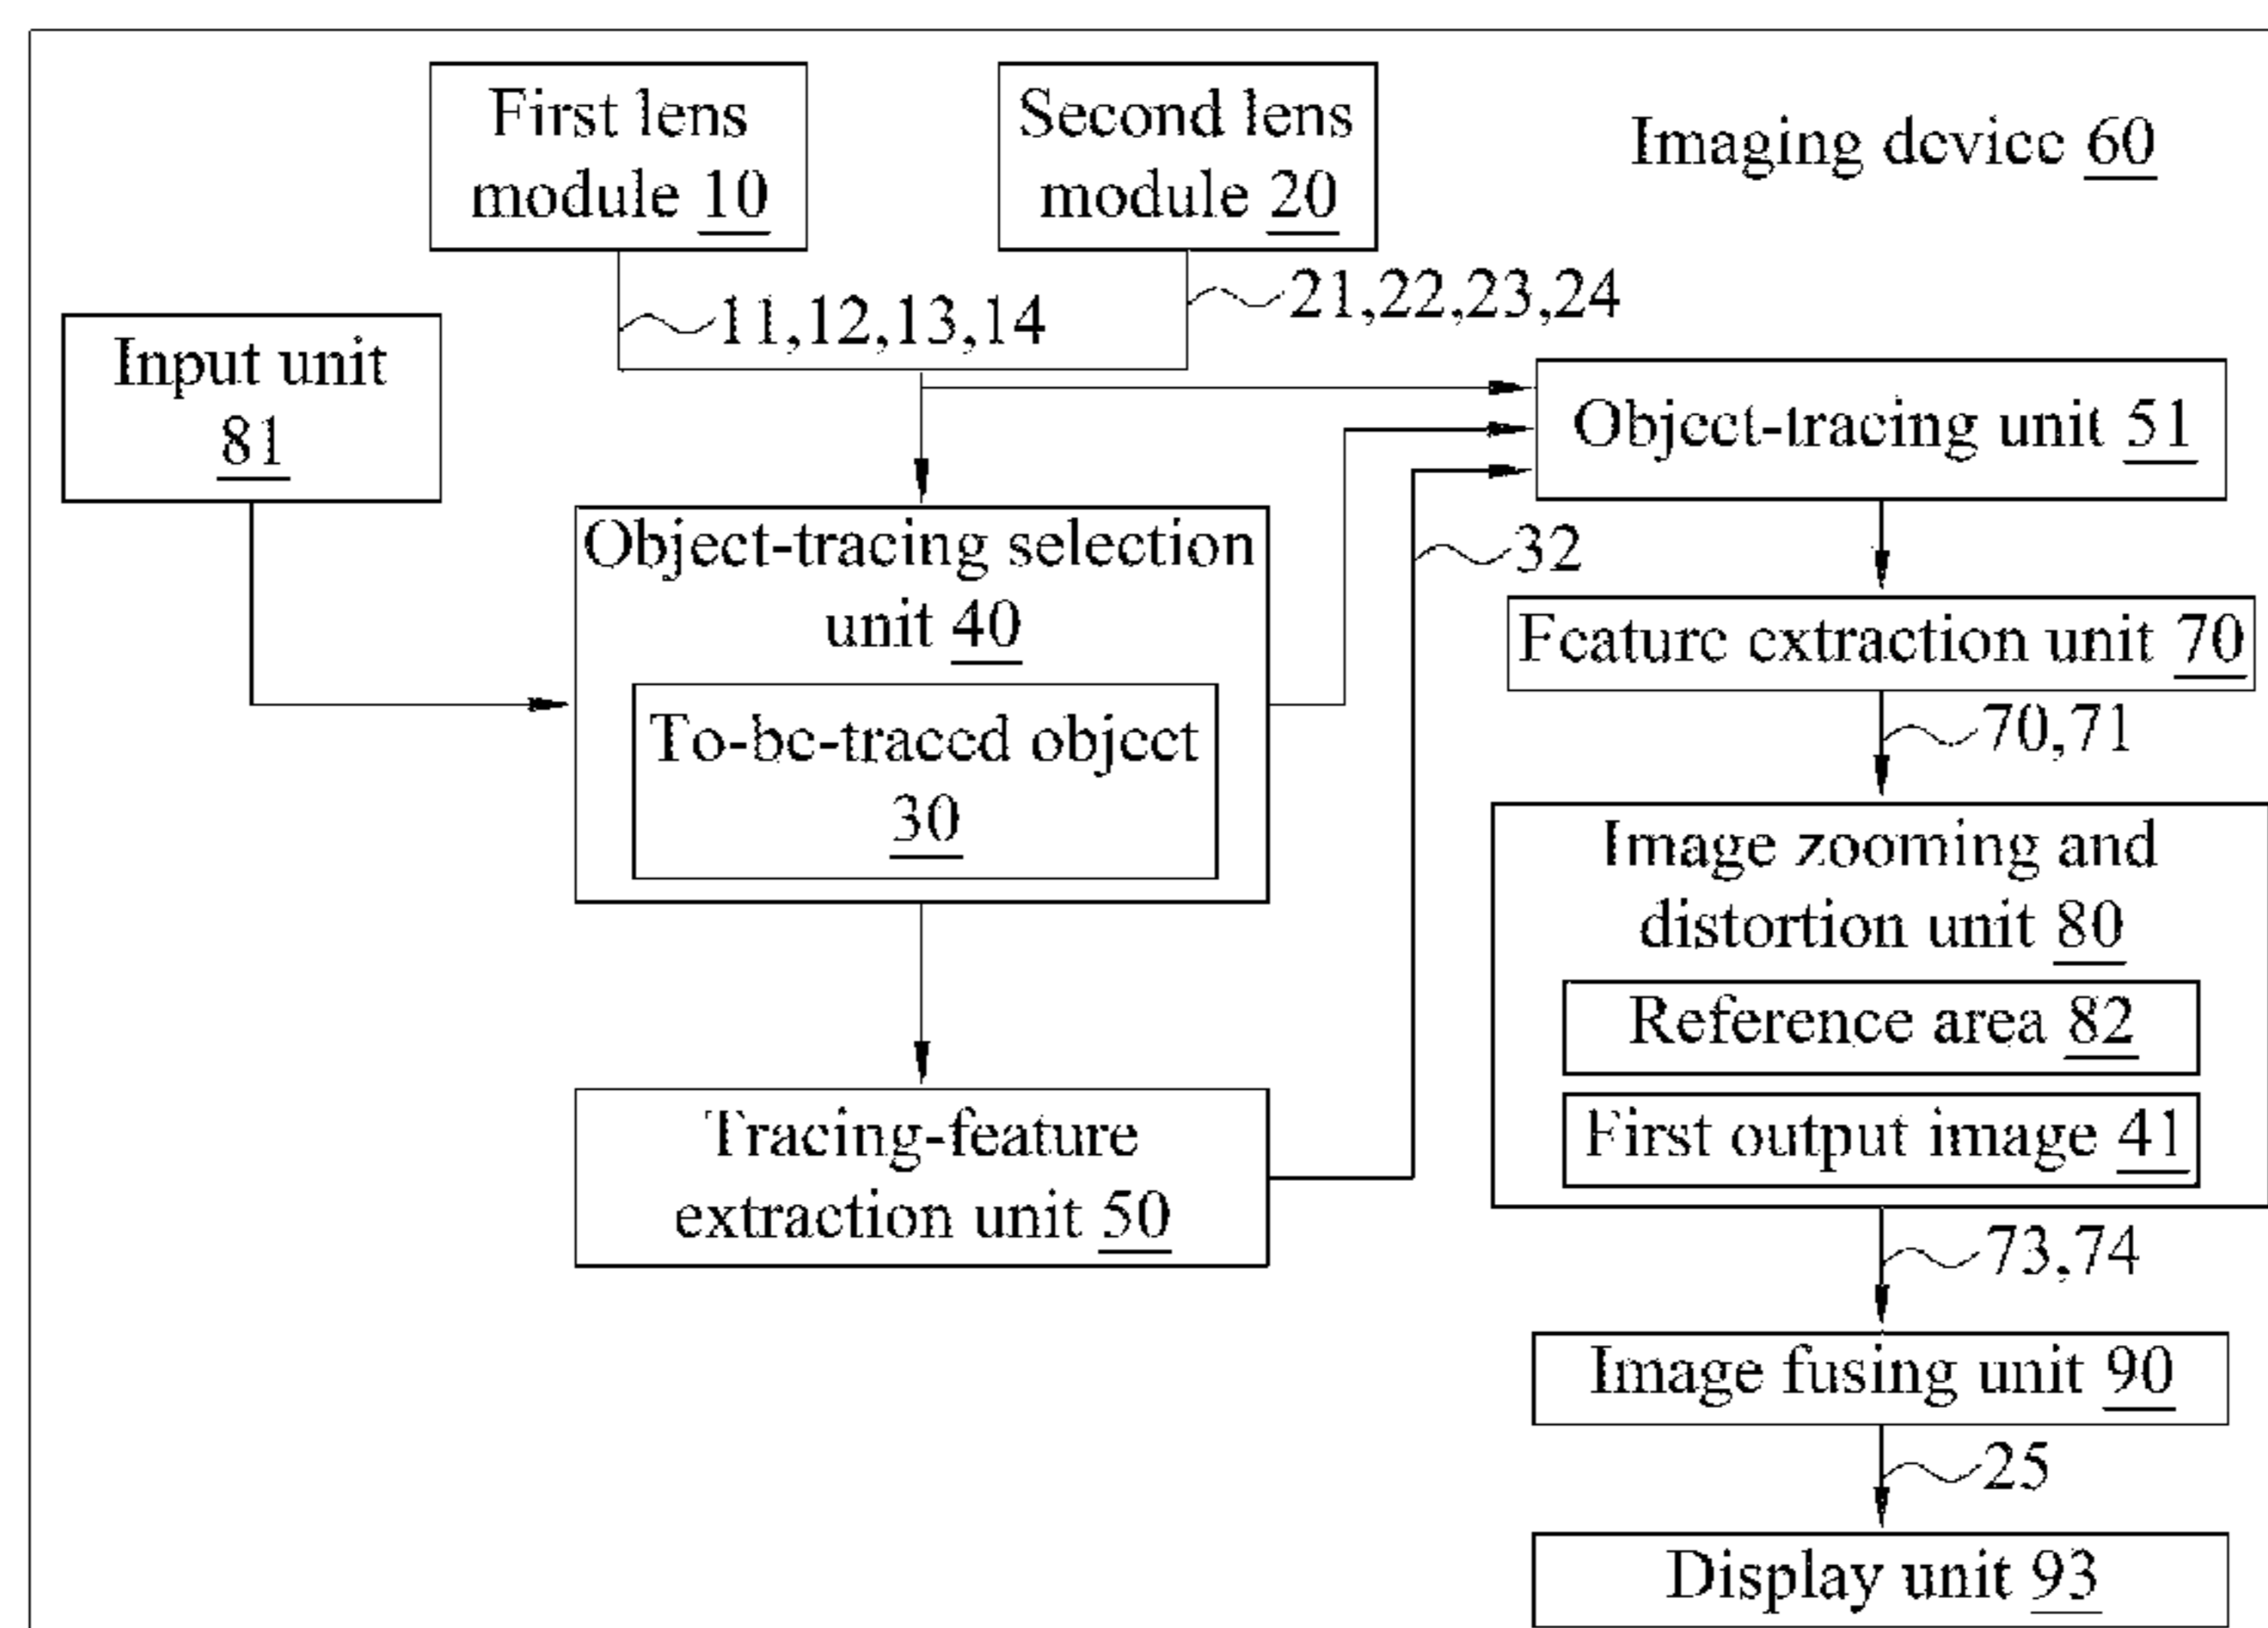 First lens
module 10
Second lens
module 20
Imaging device 60
11,12,13,14
21,22,23,24
Input unit
81
Object-tracing unit 51
Object-tracing selection
unit 40
To-be-traced object
30
32
Feature extraction unit 70
70,71
Image zooming and
distortion unit 80
Reference area 82
First output image 41
Tracing-feature
extraction unit 50
73,74
Image fusing unit 90
25
Display unit 93